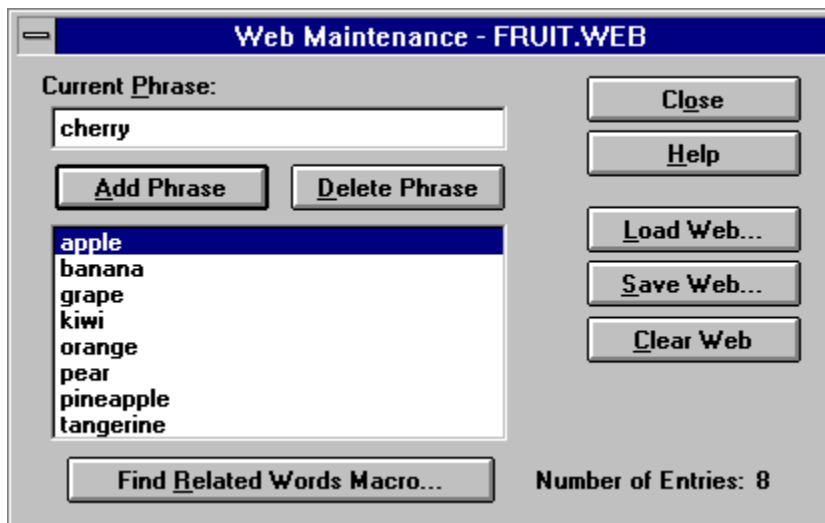 Web Maintenance - FRUIT.WEB
Current Phrase:
cherry
Add Phrase
Delete Phrase
apple
banana
grape
kiwi
orange
pear
pineapple
tangerine
Find Related Words Macro...
Close
Help
Load Web...
Save Web...
Clear Web
Number of Entries: 8